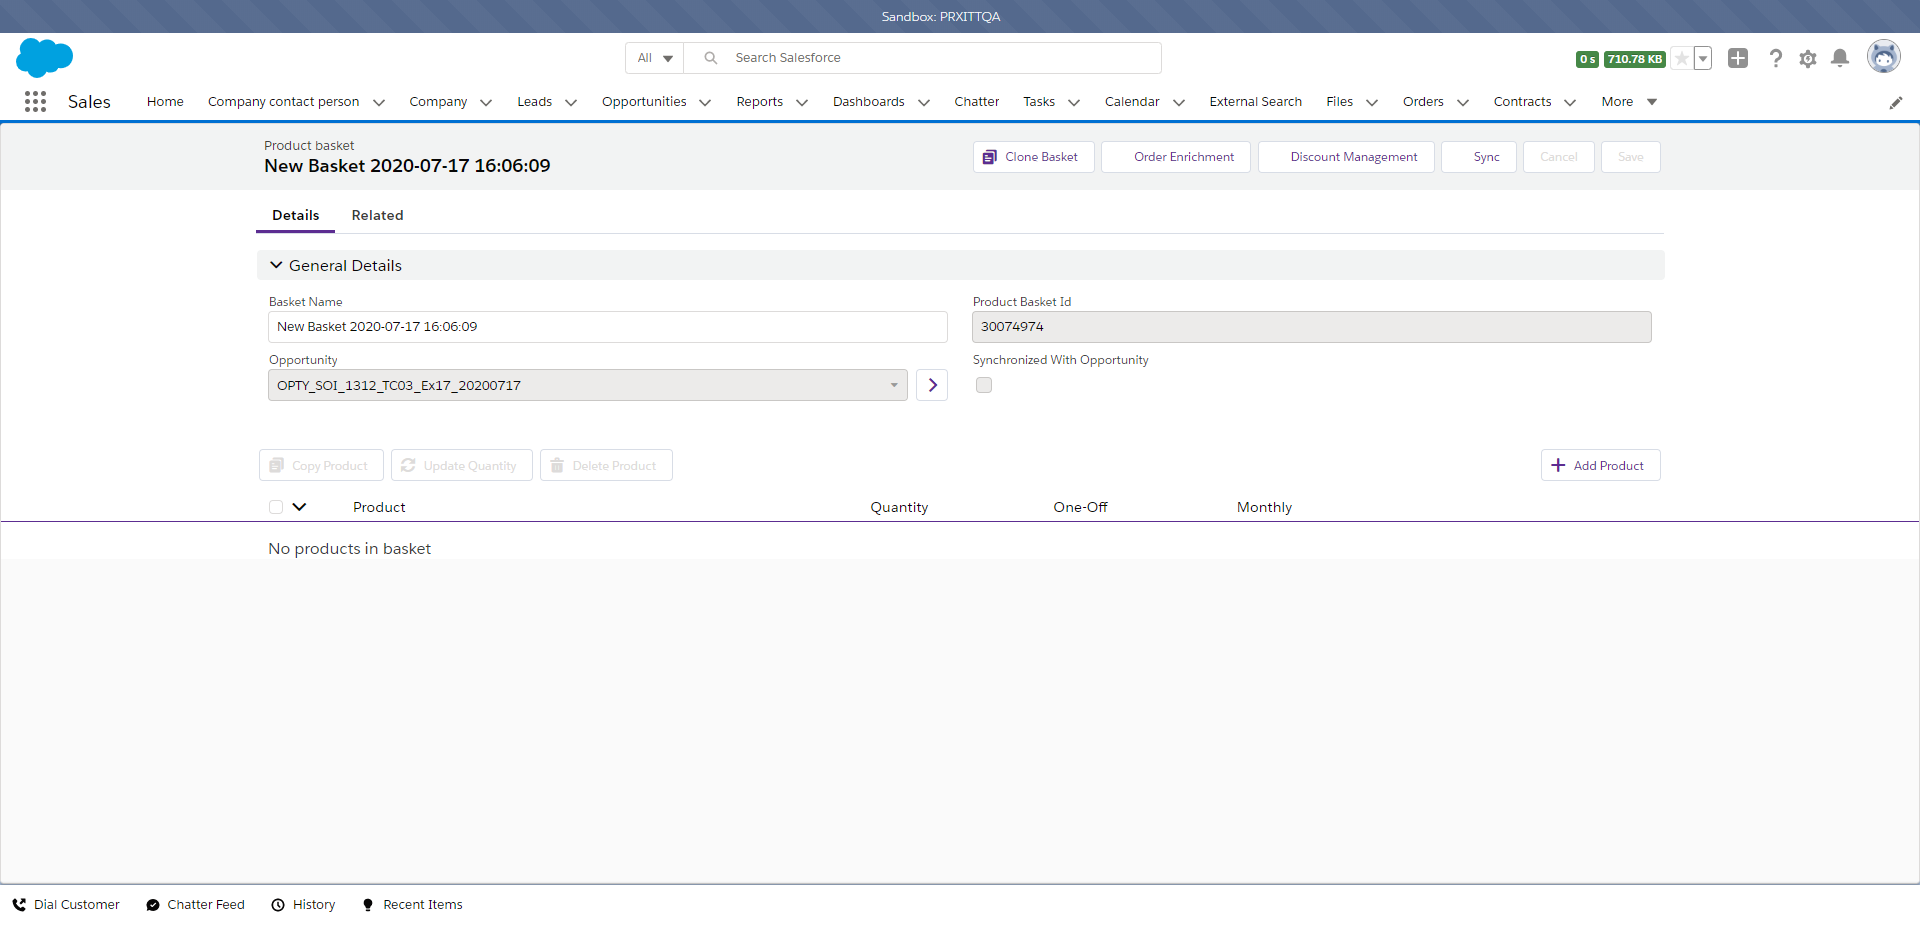 Sandbox: PRXITTQA
All
Search Salesforce
0 s 710.78 KB
Sales Home Company contact person Company Leads Opportunities Reports Dashboards Chatter Tasks Calendar External Search Files Orders Contracts More
Product basket
New Basket 2020-07-17 16:06:09
Clone Basket Order Enrichment Discount Management Sync Cancel Save
Details Related
General Details
Basket Name
New Basket 2020-07-17 16:06:09
Product Basket Id
30074974
Opportunity
OPTY_SOI_1312_TC03_Ex17_20200717
Synchronized With Opportunity
Copy Product Update Quantity Delete Product Add Product
Product Quantity One-Off Monthly
No products in basket
Dial Customer Chatter Feed History Recent Items